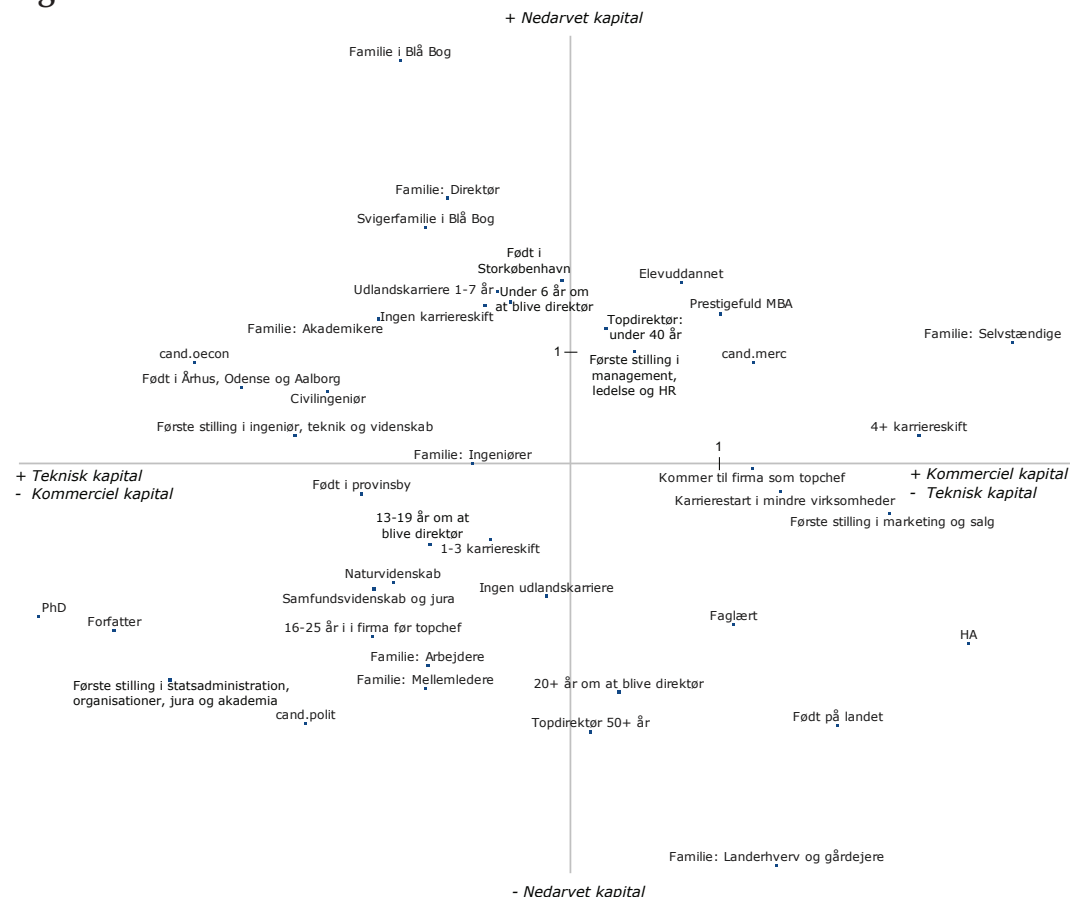 g
+ Nedarvet kapital
Familie i Blå Bog
Familie: Direktør
Svigerfamilie i Blå Bog
Født i
Storkøbenhavn
Elevuddannet
Udlandskarriere 1-7 år
Under 6 år om
at blive direktør
Prestigefuld MBA
Ingen karriereskift
Familie: Akademikere
Topdirektør:
under 40 år
Familie: Selvstændige
cand.oecon
1
Første stilling i
management,
ledelse og HR
cand.merc
Født i Århus, Odense og Aalborg
Civilingeniør
Første stilling i ingeniør, teknik og videnskab
4+ karriereskift
Familie: Ingeniører
1
+ Teknisk kapital
- Kommerciel kapital
+ Kommerciel kapital
- Teknisk kapital
Kommer til firma som topchef
Født i provinsby
Karrierestart i mindre virksomheder
13-19 år om at
blive direktør
Første stilling i marketing og salg
1-3 karriereskift
Naturvidenskab
Ingen udlandskarriere
Samfundsvidenskab og jura
PhD
Forfatter
Faglært
16-25 år i i firma før topchef
HA
Familie: Arbejdere
Familie: Mellemledere
20+ år om at blive direktør
Første stilling i statsadministration,
organisationer, jura og akademia
cand.polit
Topdirektør 50+ år
Født på landet
Familie: Landerhverv og gårdejere
- Nedarvet kapital